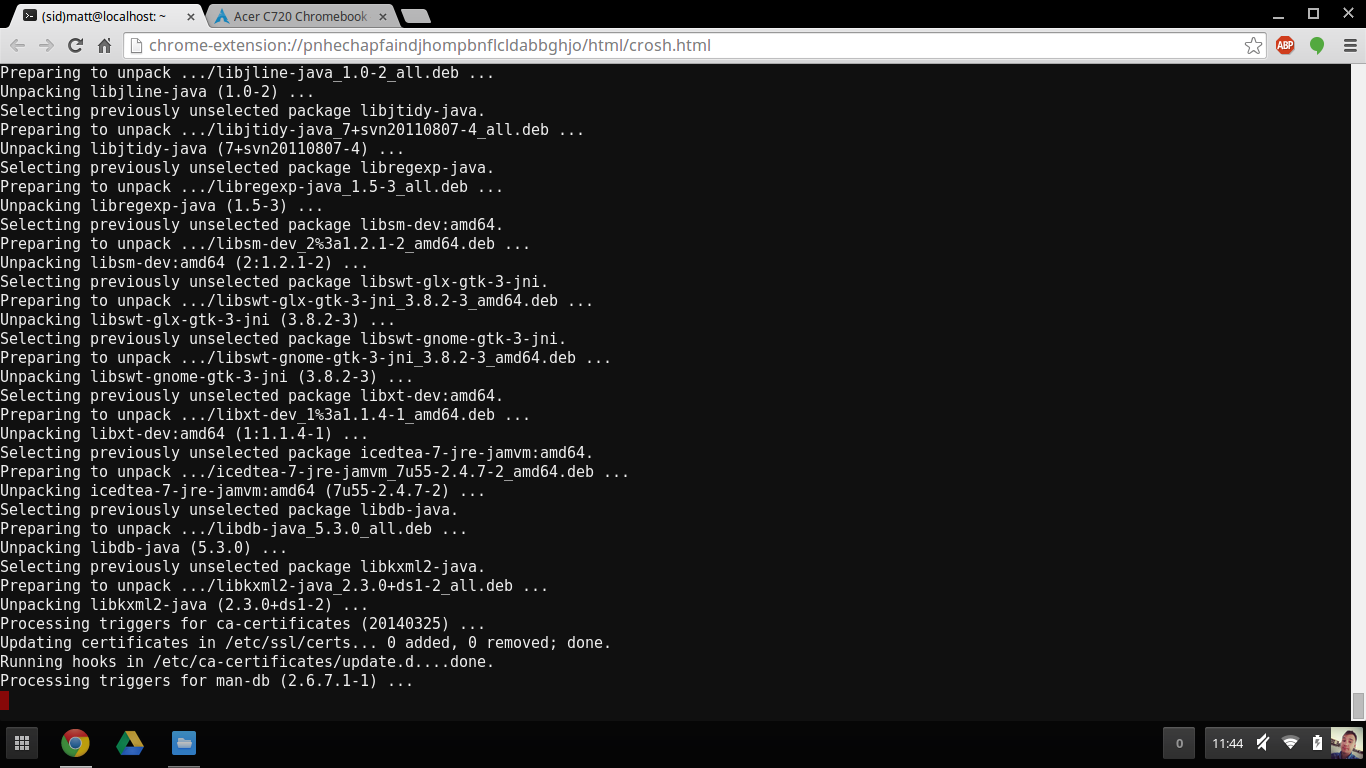 (sid)matt@localhost: ~
Acer C720 Chromebook
chrome-extension://pnhechapfaindjhompbnflcldabbghjo/html/crosh.html
ABP
Preparing to unpack .../libjline-java_1.0-2_all.deb ...
Unpacking libjline-java (1.0-2) ...
Selecting previously unselected package libjtidy-java.
Preparing to unpack .../libjtidy-java_7+svn20110807-4_all.deb ...
Unpacking libjtidy-java (7+svn20110807-4) ...
Selecting previously unselected package libregexp-java.
Preparing to unpack .../libregexp-java_1.5-3_all.deb ...
Unpacking libregexp-java (1.5-3) ...
Selecting previously unselected package libsm-dev:amd64.
Preparing to unpack .../libsm-dev_2%3a1.2.1-2_amd64.deb ...
Unpacking libsm-dev:amd64 (2:1.2.1-2) ...
Selecting previously unselected package libswt-glx-gtk-3-jni.
Preparing to unpack .../libswt-glx-gtk-3-jni_3.8.2-3_amd64.deb ...
Unpacking libswt-glx-gtk-3-jni (3.8.2-3) ...
Selecting previously unselected package libswt-gnome-gtk-3-jni.
Preparing to unpack .../libswt-gnome-gtk-3-jni_3.8.2-3_amd64.deb ...
Unpacking libswt-gnome-gtk-3-jni (3.8.2-3) ...
Selecting previously unselected package libxt-dev:amd64.
Preparing to unpack .../libxt-dev_1%3a1.1.4-1_amd64.deb ...
Unpacking libxt-dev:amd64 (1:1.1.4-1) ...
Selecting previously unselected package icedtea-7-jre-jamvm:amd64.
Preparing to unpack .../icedtea-7-jre-jamvm_7u55-2.4.7-2_amd64.deb ...
Unpacking icedtea-7-jre-jamvm:amd64 (7u55-2.4.7-2) ...
Selecting previously unselected package libdb-java.
Preparing to unpack .../libdb-java_5.3.0_all.deb ...
Unpacking libdb-java (5.3.0) ...
Selecting previously unselected package libkxml2-java.
Preparing to unpack .../libkxml2-java_2.3.0+ds1-2_all.deb ...
Unpacking libkxml2-java (2.3.0+ds1-2) ...
Processing triggers for ca-certificates (20140325) ...
Updating certificates in /etc/ssl/certs... 0 added, 0 removed; done.
Running hooks in /etc/ca-certificates/update.d....done.
Processing triggers for man-db (2.6.7.1-1) ...
0
11:44